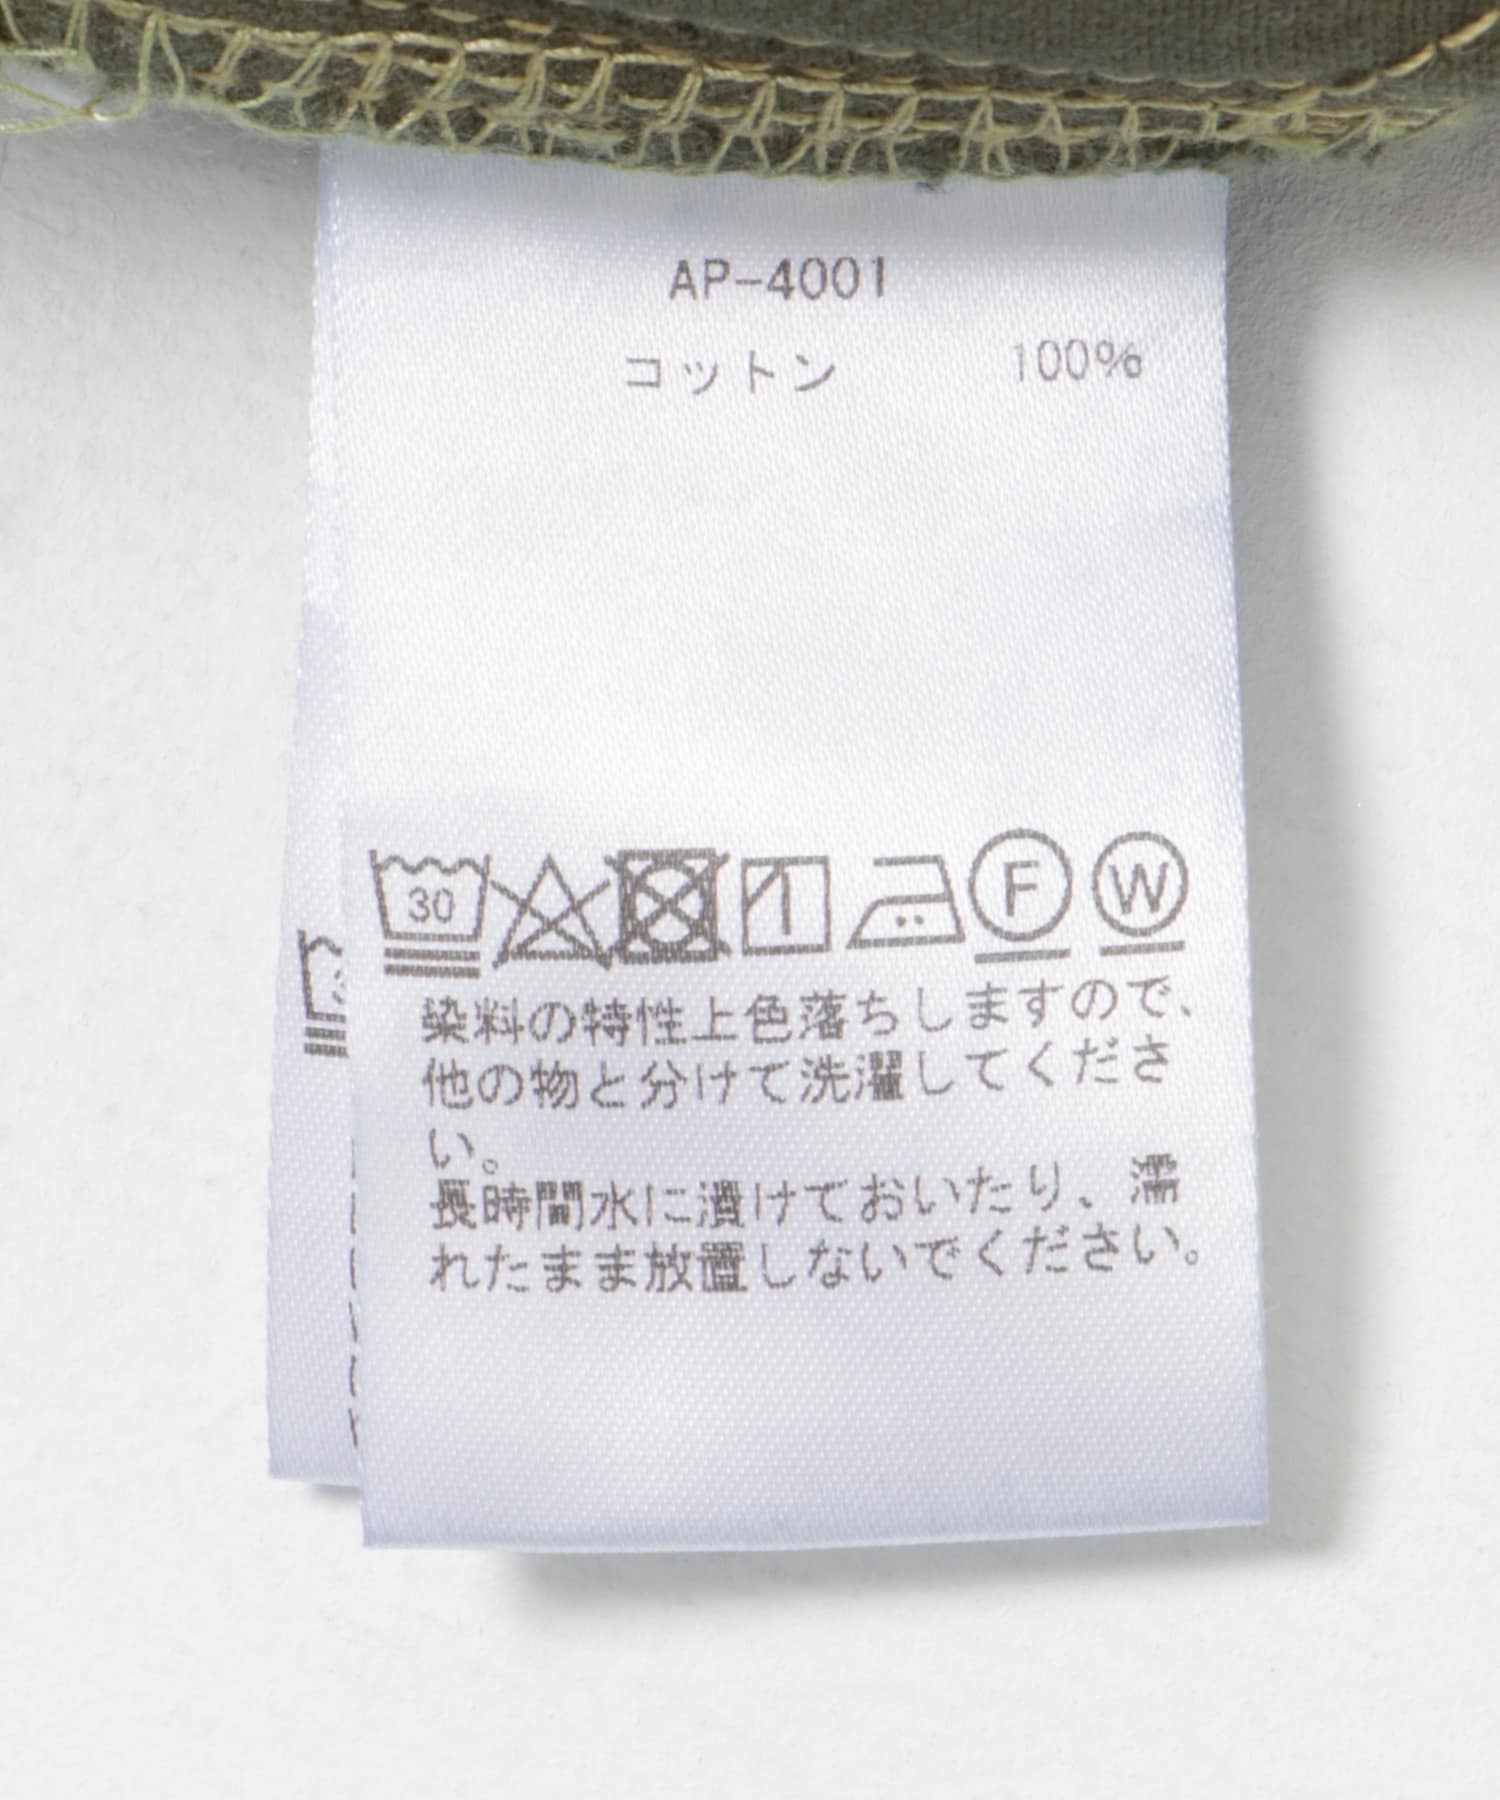 AP-4001
コットン 100%
30 F W
染料の特性上色落ちしますので、
他の物と分けて洗濯してくださ
い。
長時間水に漬けておいたり、濡
れたまま放置しないでください。